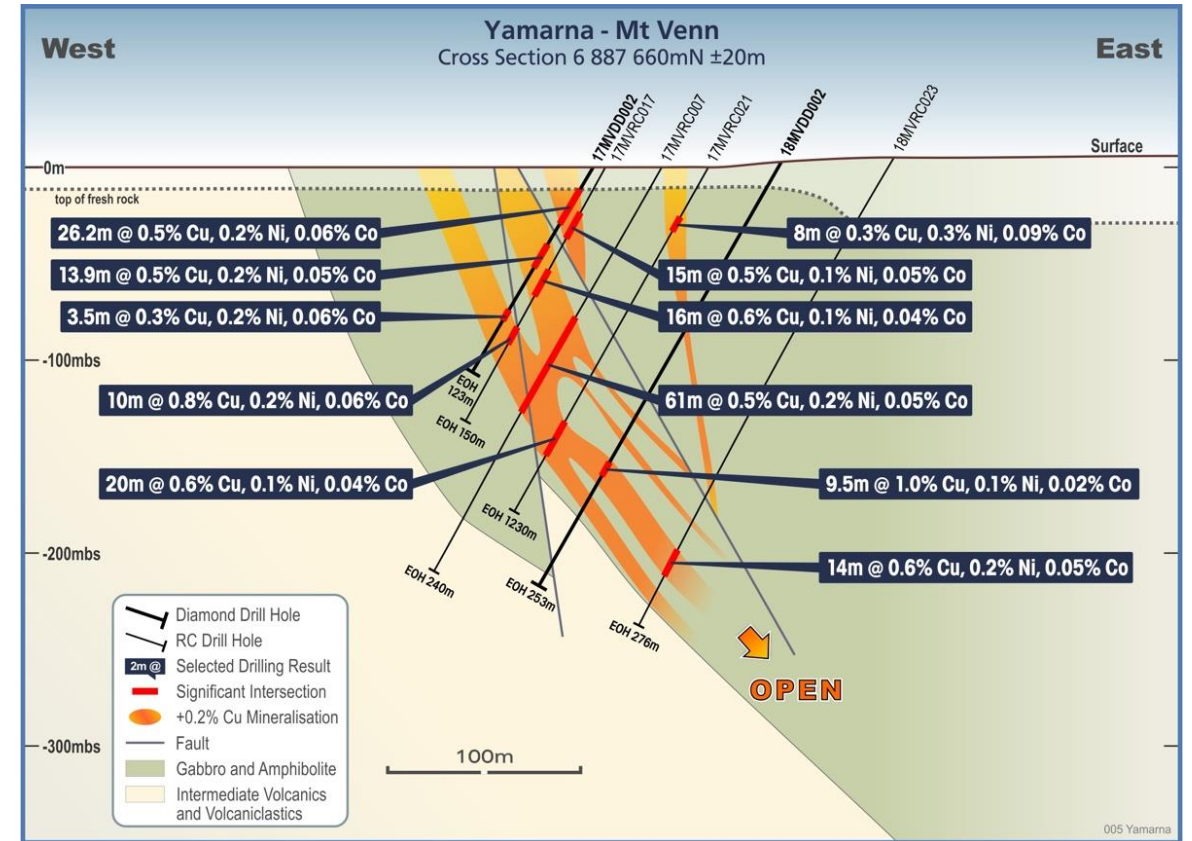 Yamarna - Mt Venn
Cross Section 6 887 660mN ±20m
West
East
17MVDD002
17MVRC017
17MVRC007
17MVRC021
18MVDD002
18MVRC023
Surface
0m
top of fresh rock
26.2m @ 0.5% Cu, 0.2% Ni, 0.06% Co
8m @ 0.3% Cu, 0.3% Ni, 0.09% Co
13.9m @ 0.5% Cu, 0.2% Ni, 0.05% Co
15m @ 0.5% Cu, 0.1% Ni, 0.05% Co
3.5m @ 0.3% Cu, 0.2% Ni, 0.06% Co
16m @ 0.6% Cu, 0.1% Ni, 0.04% Co
-100mbs
EOH
123m
10m @ 0.8% Cu, 0.2% Ni, 0.06% Co
61m @ 0.5% Cu, 0.2% Ni, 0.05% Co
EOH 150m
20m @ 0.6% Cu, 0.1% Ni, 0.04% Co
9.5m @ 1.0% Cu, 0.1% Ni, 0.02% Co
EOH 1230m
-200mbs
EOH 240m
EOH 253m
14m @ 0.6% Cu, 0.2% Ni, 0.05% Co
EOH 276m
OPEN
Diamond Drill Hole
RC Drill Hole
2m @
Selected Drilling Result
Significant Intersection
+0.2% Cu Mineralisation
Fault
Gabbro and Amphibolite
Intermediate Volcanics
and Volcaniclastics
-300mbs
100m
005 Yamarna